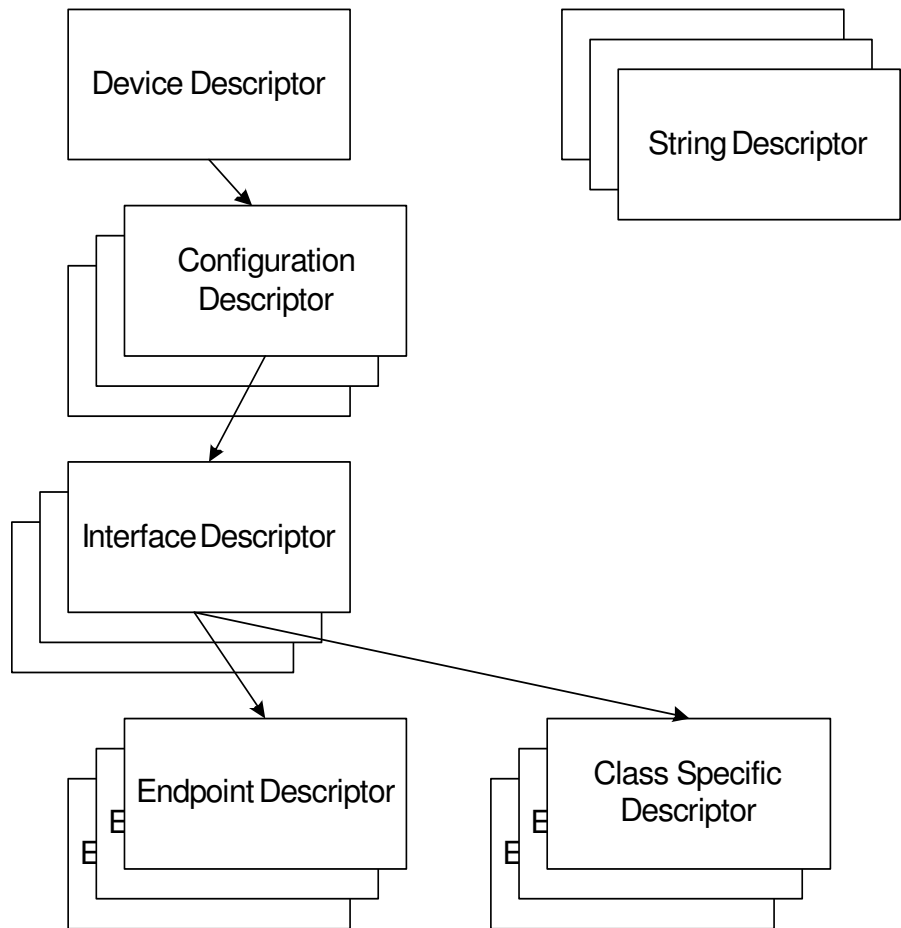 Device Descriptor
String Descriptor
Configuration
Descriptor
Interface Descriptor
Endpoint Descriptor
E
E
Class Specific
Descriptor
E
E